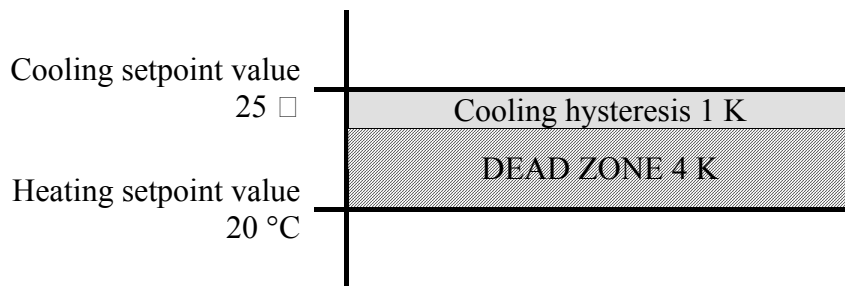 Cooling setpoint value
25 □
Cooling hysteresis 1 K
DEAD ZONE 4 K
Heating setpoint value
20 °C